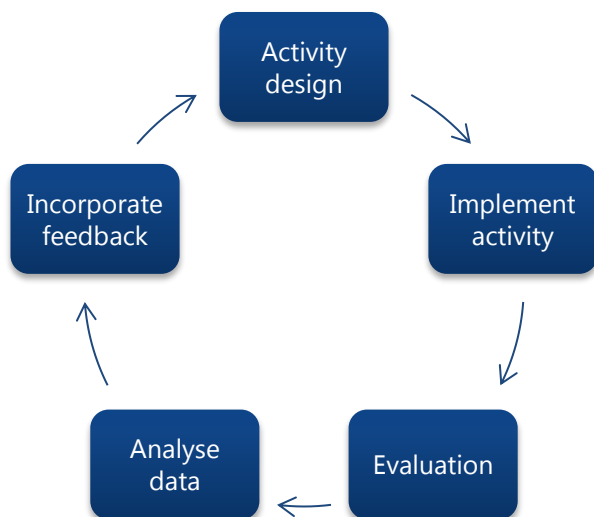 Activity
design
Implement
activity
Evaluation
Analyse
data
Incorporate
feedback